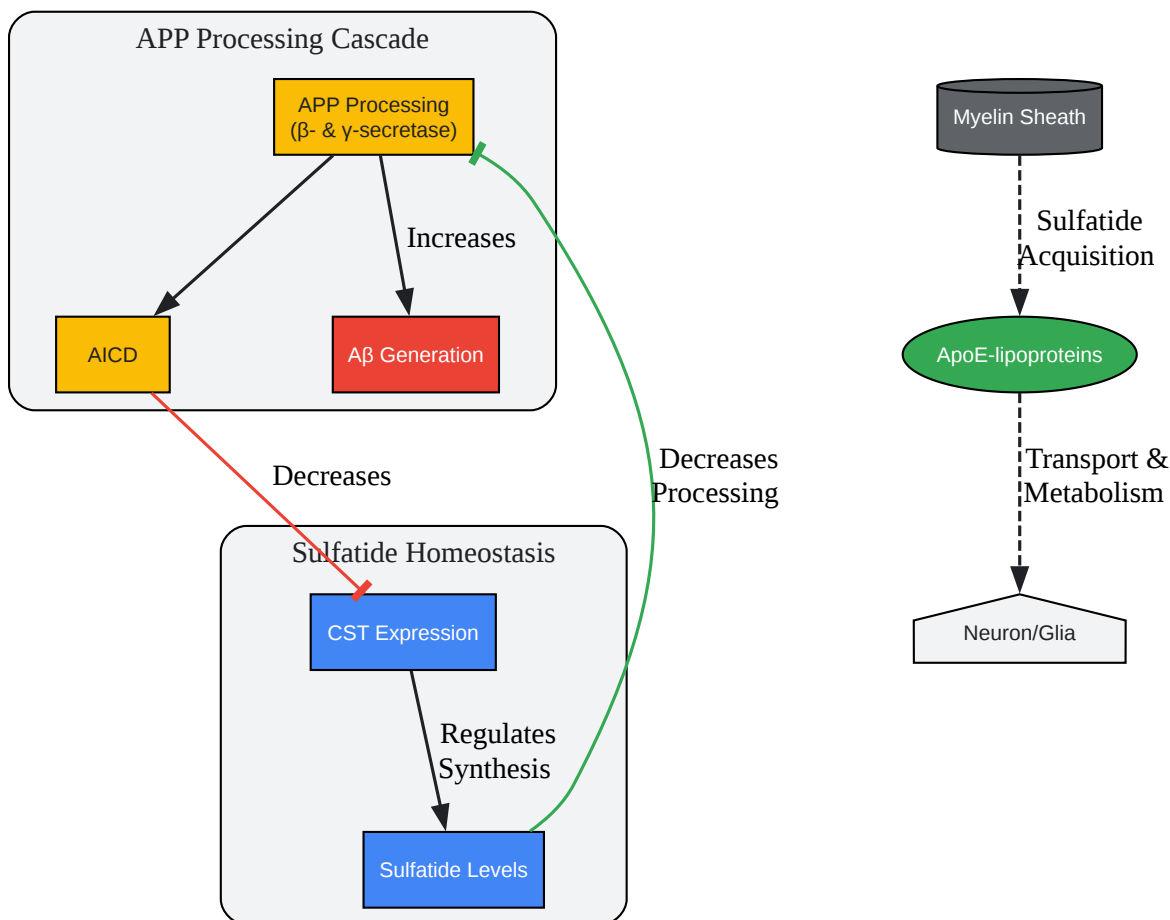 APP Processing Cascade
APP Processing
(β- & γ-secretase)
Increases
AICD
Aβ Generation
Decreases
Decreases
Processing
Sulfatide Homeostasis
CST Expression
Regulates
Synthesis
Sulfatide Levels
Myelin Sheath
Sulfatide
Acquisition
ApoE-lipoproteins
Transport &
Metabolism
Neuron/Glia